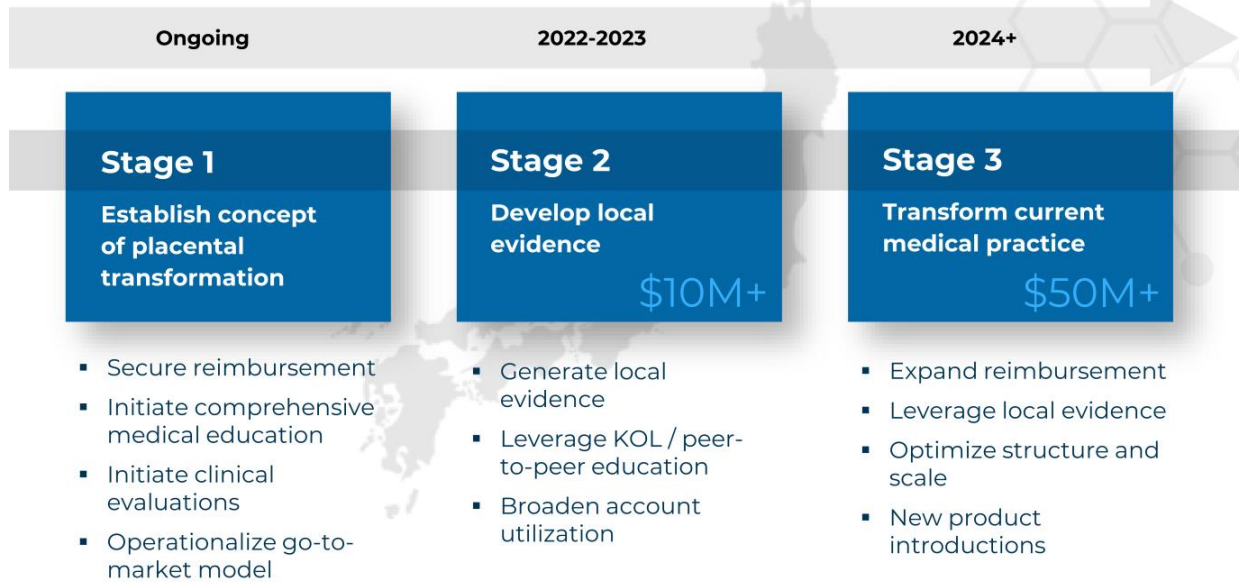 Ongoing
2022-2023
2024+
Stage 1
Establish concept
of placental
transformation
▪ Secure reimbursement
▪ Initiate comprehensive
medical education
▪ Initiate clinical
evaluations
▪ Operationalize go-to-
market model
Stage 2
Develop local
evidence
$10M+
▪ Generate local
evidence
▪ Leverage KOL / peer-
to-peer education
▪ Broaden account
utilization
Stage 3
Transform current
medical practice
$50M+
▪ Expand reimbursement
▪ Leverage local evidence
▪ Optimize structure and
scale
▪ New product
introductions